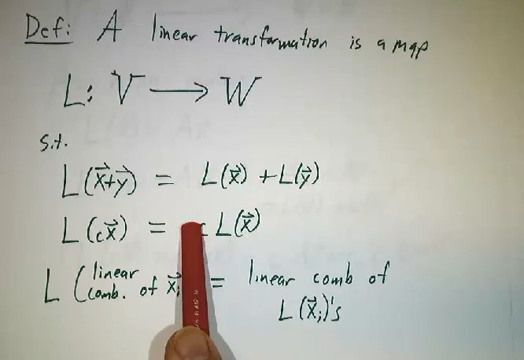 Def: A linear transformation is a map
L: V → W
s.t.
L(x⃗+y⃗) = L(x⃗) + L(y⃗)
L(cx⃗) = c L(x⃗)
L (linear comb. of x⃗ᵢ = linear comb of L(x⃗ᵢ)'s